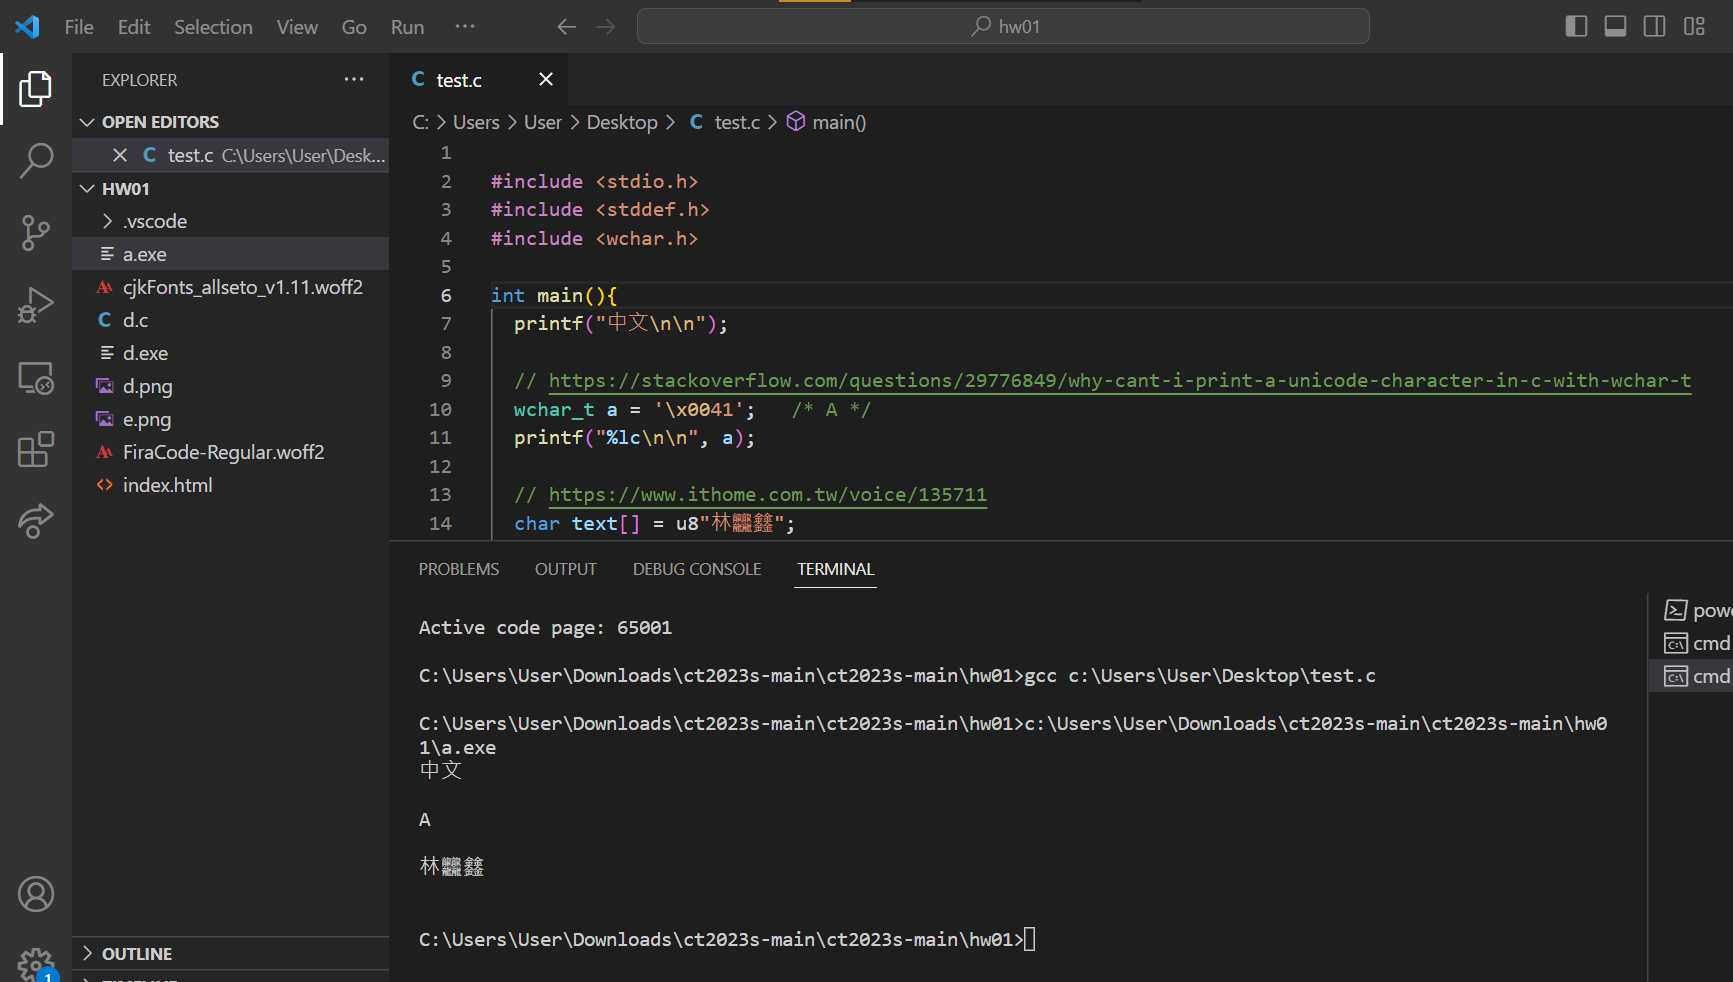 File Edit Selection View Go Run ··· hw01
EXPLORER ···
OPEN EDITORS
test.c C:\Users\User\Desk...
HW01
.vscode
a.exe
cjkFonts_allseto_v1.11.woff2
d.c
d.exe
d.png
e.png
FiraCode-Regular.woff2
index.html
OUTLINE
1
C test.c
C: > Users > User > Desktop > C test.c > main()
1
2 #include <stdio.h>
3 #include <stddef.h>
4 #include <wchar.h>
5
6 int main(){
7 printf("中文\n\n");
8
9 // https://stackoverflow.com/questions/29776849/why-cant-i-print-a-unicode-character-in-c-with-wchar-t
10 wchar_t a = '\x0041'; /* A */
11 printf("%lc\n\n", a);
12
13 // https://www.ithome.com.tw/voice/135711
14 char text[] = u8"林𪚥鑫";
PROBLEMS OUTPUT DEBUG CONSOLE TERMINAL
Active code page: 65001
C:\Users\User\Downloads\ct2023s-main\ct2023s-main\hw01>gcc c:\Users\User\Desktop\test.c
C:\Users\User\Downloads\ct2023s-main\ct2023s-main\hw01>c:\Users\User\Downloads\ct2023s-main\ct2023s-main\hw0
1\a.exe
中文
A
林𪚥鑫
C:\Users\User\Downloads\ct2023s-main\ct2023s-main\hw01>
cmd
cmd